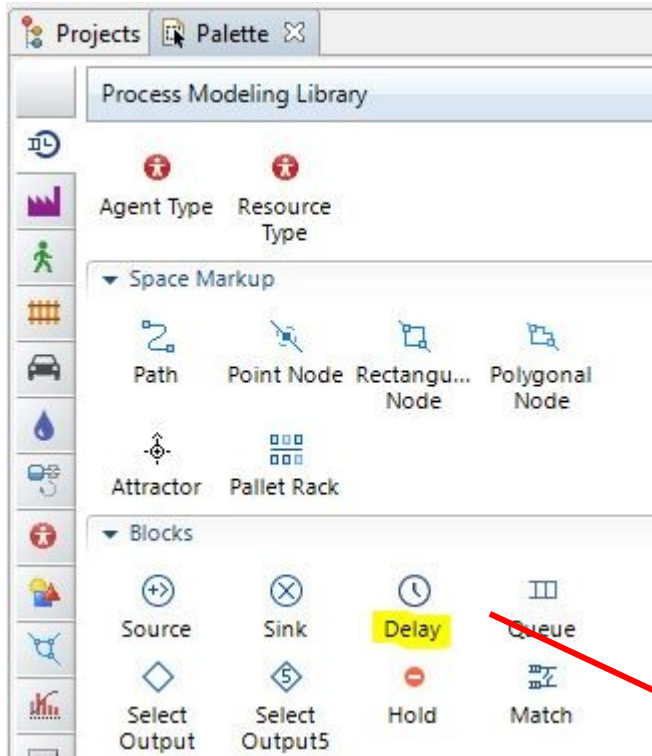 Projects Palette
Process Modeling Library
Agent Type Resource Type
Space Markup
Path Point Node Rectangu... Node Polygonal Node
Attractor Pallet Rack
Blocks
Source Sink Delay Queue
Select Output Select Output5 Hold Match